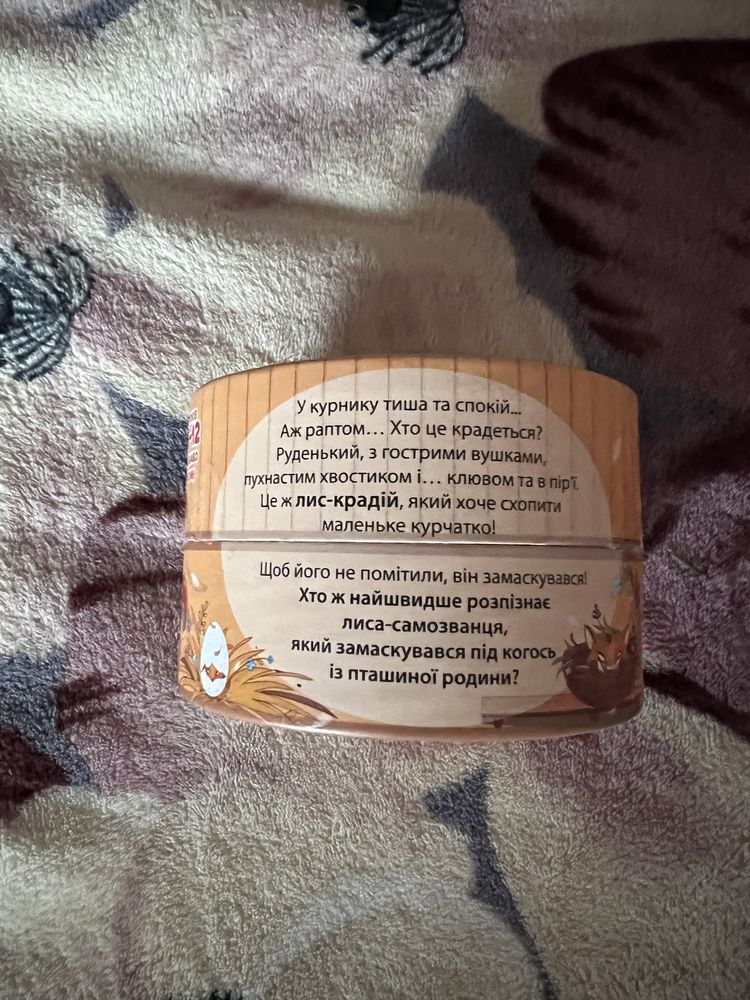 У курнику тиша та спокій...
Аж раптом... Хто це крадеться?
Руденький, з гострими вушками,
пухнастим хвостиком і... клювом та в пір'ї.
Це ж лис-крадій, який хоче схопити
маленьке курчатко!
Щоб його не помітили, він замаскувався!
Хто ж найшвидше розпізнає
лиса-самозванця,
який замаскувався під когось
із пташиної родини?